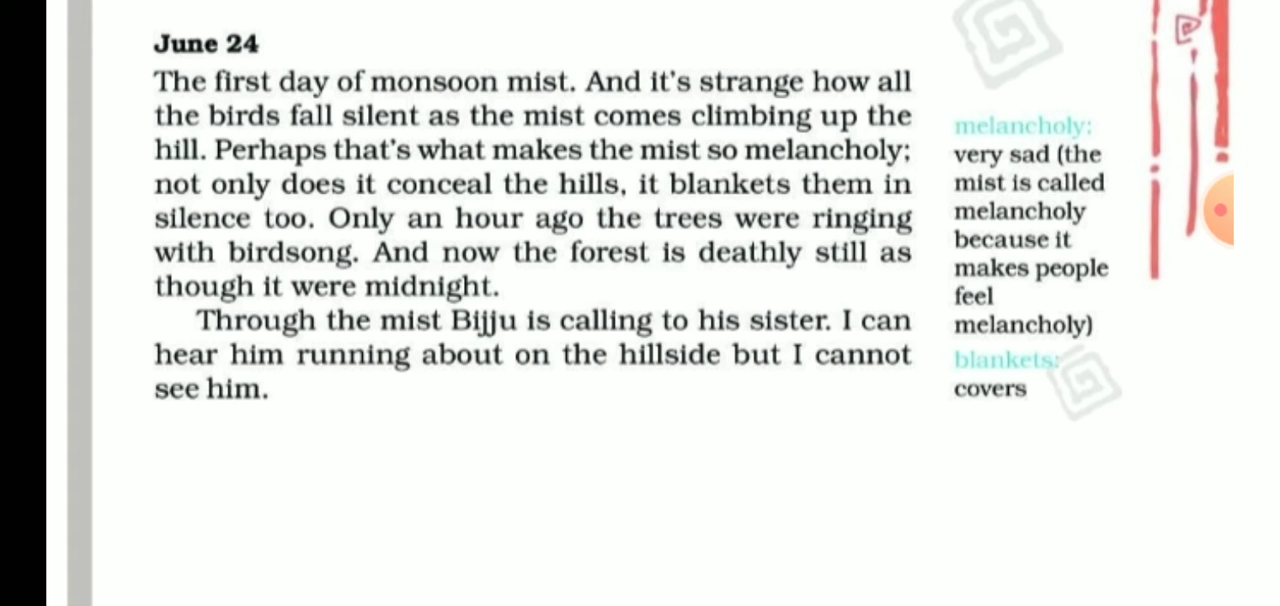 June 24
The first day of monsoon mist. And it's strange how all
the birds fall silent as the mist comes climbing up the
hill. Perhaps that's what makes the mist so melancholy;
not only does it conceal the hills, it blankets them in
silence too. Only an hour ago the trees were ringing
with birdsong. And now the forest is deathly still as
though it were midnight.
Through the mist Bijju is calling to his sister. I can
hear him running about on the hillside but I cannot
see him.
melancholy:
very sad (the
mist is called
melancholy
because it
makes people
feel
melancholy)
blankets:
covers